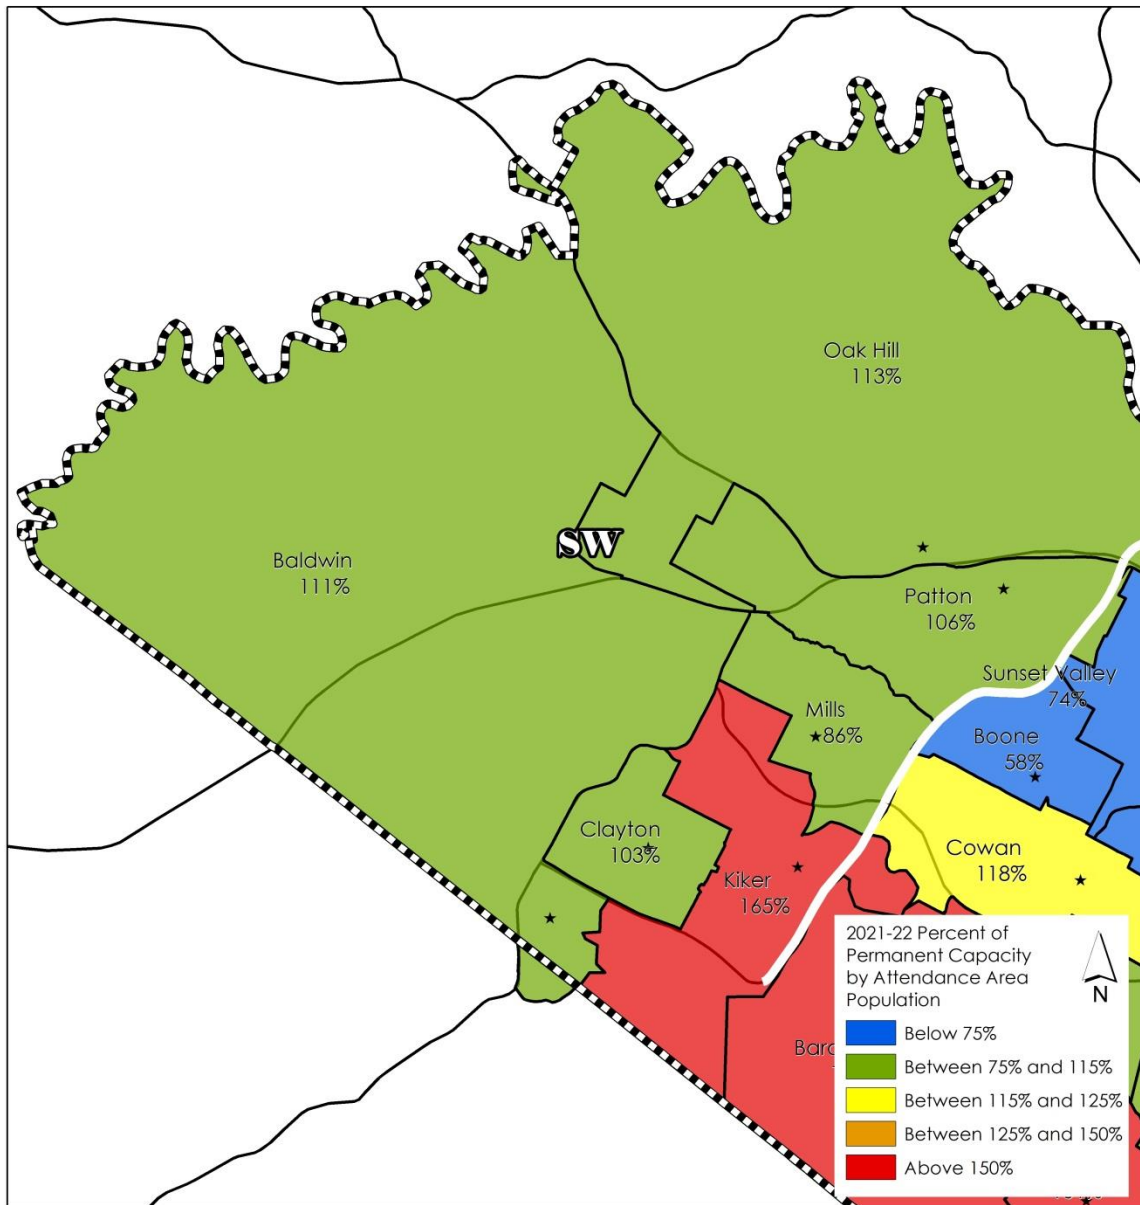 Oak Hill
113%
SW
Baldwin
111%
Patton
106%
Sunset Valley
74%
Mills
86%
Boone
58%
Clayton
103%
Cowan
118%
Kiker
165%
2021-22 Percent of
Permanent Capacity
by Attendance Area
Population
N
Below 75%
Between 75% and 115%
Between 115% and 125%
Between 125% and 150%
Above 150%